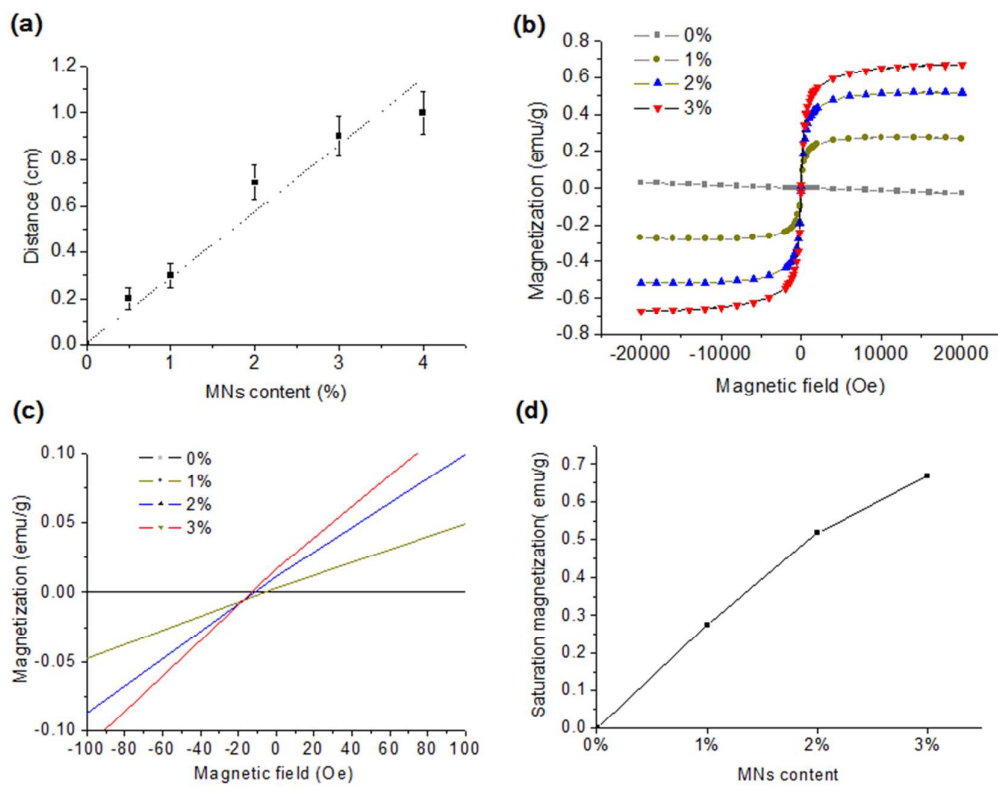 (a)
1.2
1.0
0.8
0.6
0.4
0.2
0.0
Distance (cm)
0 1 2 3 4
MNs content (%)
(b)
0%
1%
2%
3%
0.8
0.6
0.4
0.2
0.0
-0.2
-0.4
-0.6
-0.8
Magnetization (emu/g)
-20000 -10000 0 10000 20000
Magnetic field (Oe)
(c)
0%
1%
2%
3%
0.10
0.05
0.00
-0.05
-0.10
Magnetization (emu/g)
-100 -80 -60 -40 -20 0 20 40 60 80 100
Magnetic field (Oe)
(d)
0.7
0.6
0.5
0.4
0.3
0.2
0.1
0.0
Saturation magnetization( emu/g)
0% 1% 2% 3%
MNs content